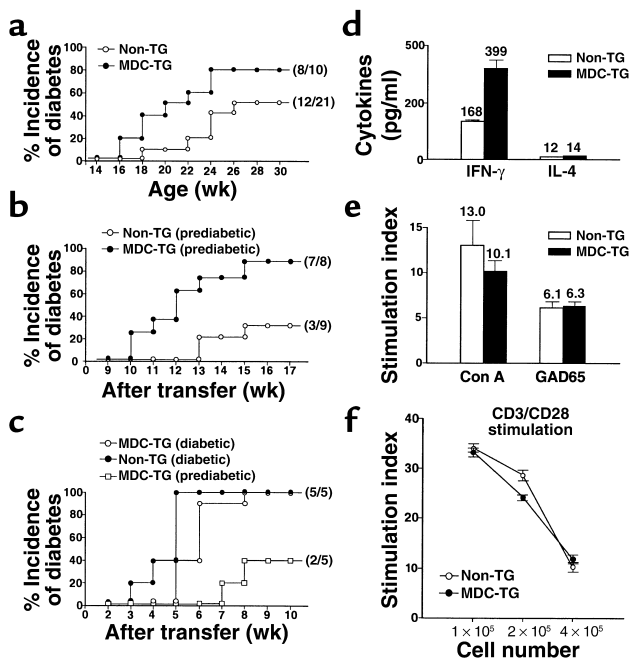 a
Non-TG
MDC-TG
% Incidence
of diabetes
100
80
60
40
20
0
(8/10)
(12/21)
14 16 18 20 22 24 26 28 30
Age (wk)
b
Non-TG (prediabetic)
MDC-TG (prediabetic)
% Incidence
of diabetes
100
80
60
40
20
0
(7/8)
(3/9)
9 10 11 12 13 14 15 16 17
After transfer (wk)
c
MDC-TG (diabetic)
Non-TG (diabetic)
MDC-TG (prediabetic)
% Incidence
of diabetes
100
80
60
40
20
0
(5/5)
(2/5)
2 3 4 5 6 7 8 9 10
After transfer (wk)
d
Cytokines
(pg/ml)
500
200
0
168
399
12 14
Non-TG
MDC-TG
IFN-γ IL-4
e
Stimulation index
15
10
5
0
13.0
10.1
6.1 6.3
Non-TG
MDC-TG
Con A GAD65
f
CD3/CD28
stimulation
Stimulation index
40
30
20
10
0
Non-TG
MDC-TG
1 × 10⁵ 2 × 10⁵ 4 × 10⁵
Cell number